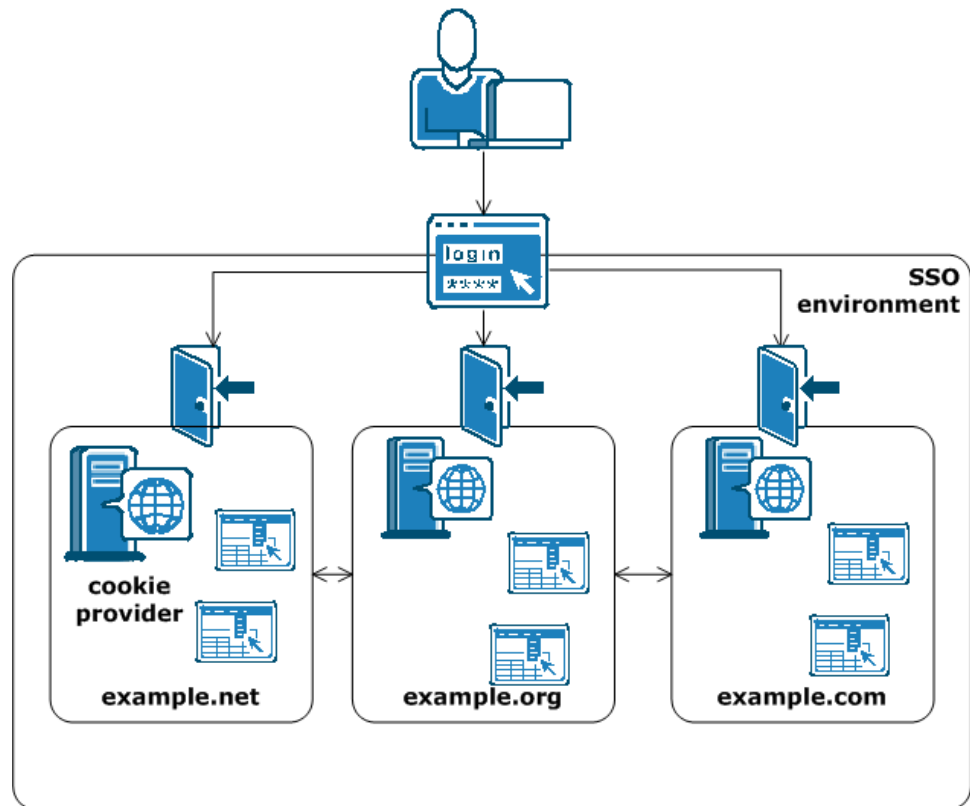 login
****
SSO
environment
cookie
provider
example.net
example.org
example.com